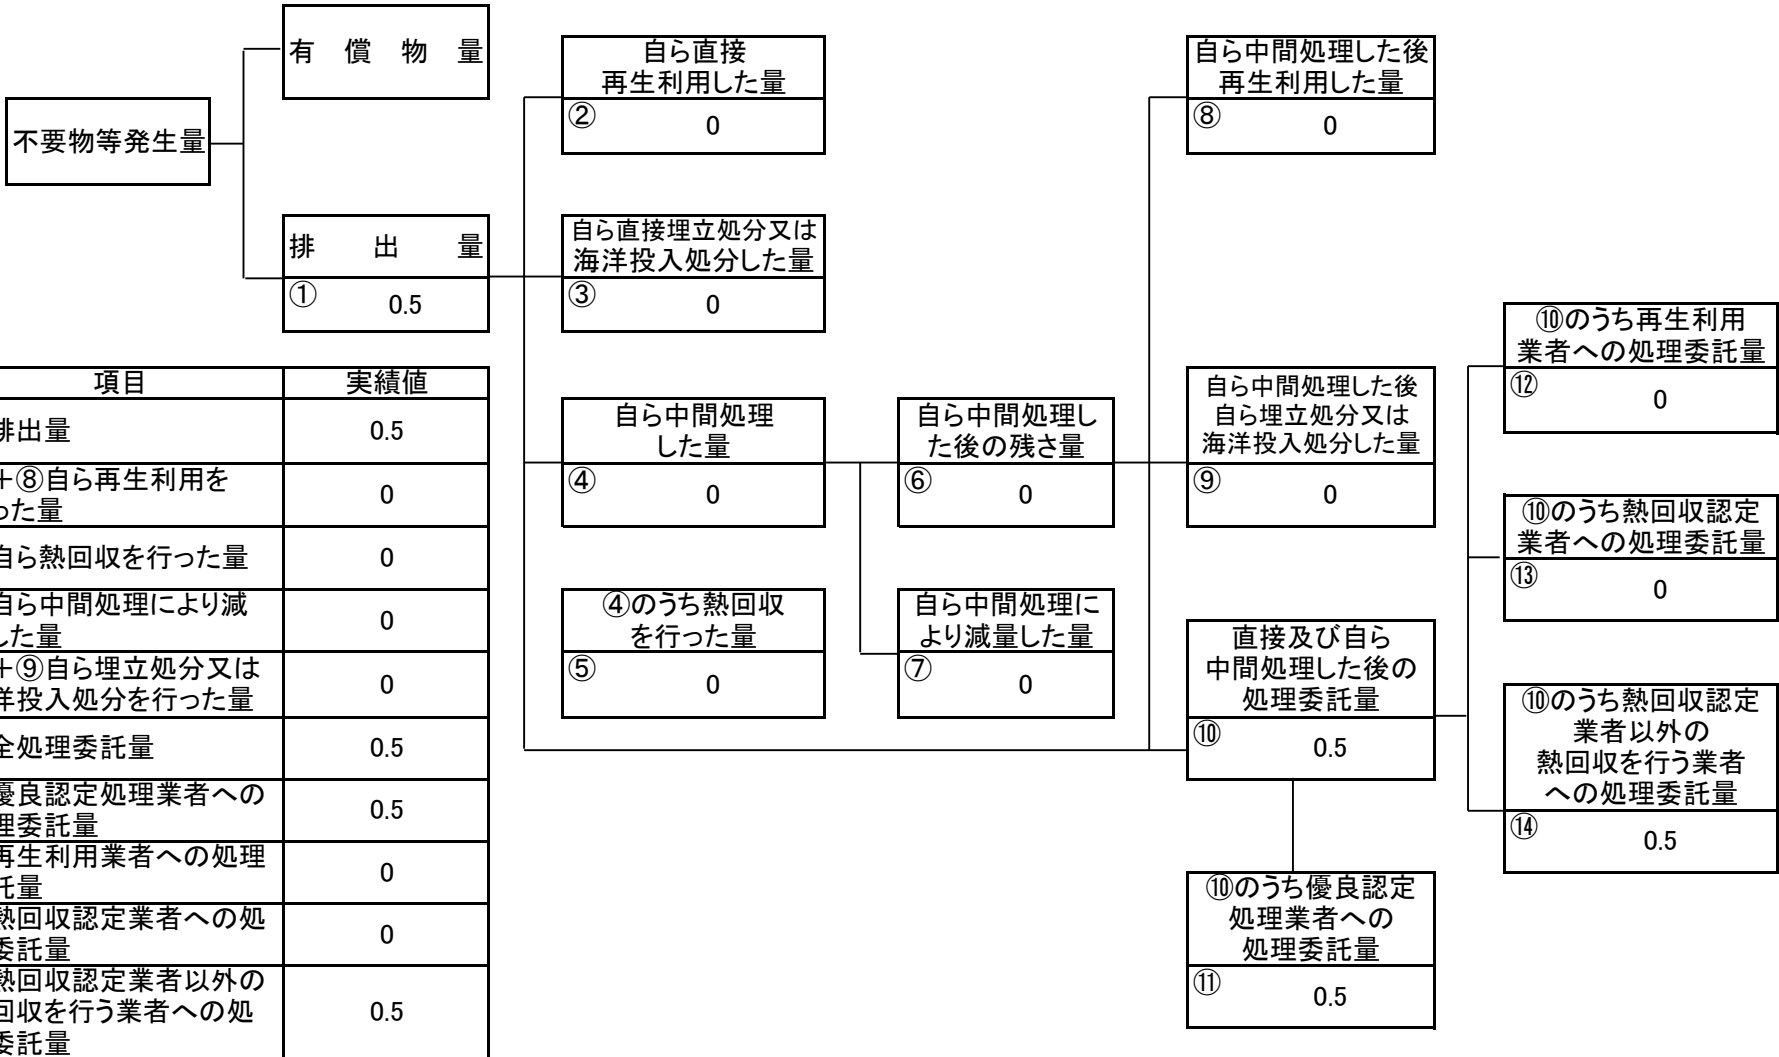 不要物等発生量
有償物量
排出量
① 0.5
自ら直接
再生利用した量
② 0
自ら直接埋立処分又は
海洋投入処分した量
③ 0
自ら中間処理
した量
④ 0
④のうち熱回収
を行った量
⑤ 0
自ら中間処理し
た後の残さ量
⑥ 0
自ら中間処理に
より減量した量
⑦ 0
自ら中間処理した後
再生利用した量
⑧ 0
自ら中間処理した後
自ら埋立処分又は
海洋投入処分した量
⑨ 0
直接及び自ら
中間処理した後の
処理委託量
⑩ 0.5
⑩のうち優良認定
処理業者への
処理委託量
⑪ 0.5
⑩のうち再生利用
業者への処理委託量
⑫ 0
⑩のうち熱回収認定
業者への処理委託量
⑬ 0
⑩のうち熱回収認定
業者以外の
熱回収を行う業者
への処理委託量
⑭ 0.5
項目 実績値
排出量 0.5
+⑧自ら再生利用を
った量 0
自ら熱回収を行った量 0
自ら中間処理により減
した量 0
+⑨自ら埋立処分又は
洋投入処分を行った量 0
全処理委託量 0.5
優良認定処理業者への
理委託量 0.5
再生利用業者への処理
託量 0
熱回収認定業者への処
委託量 0
熱回収認定業者以外の
回収を行う業者への処
委託量 0.5